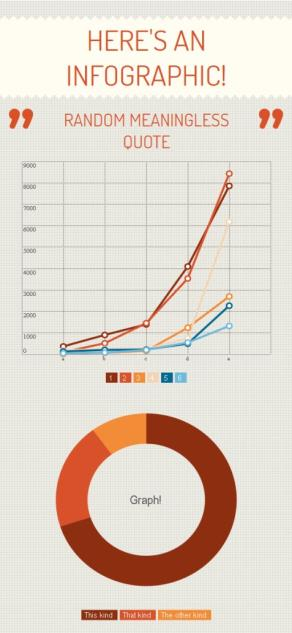 HERE'S AN
INFOGRAPHIC!
RANDOM MEANINGLESS
QUOTE
9000
8000
7000
6000
5000
4000
3000
2000
1000
0
1 2 3 4 5 6
Graph!
This kind That kind The other kind